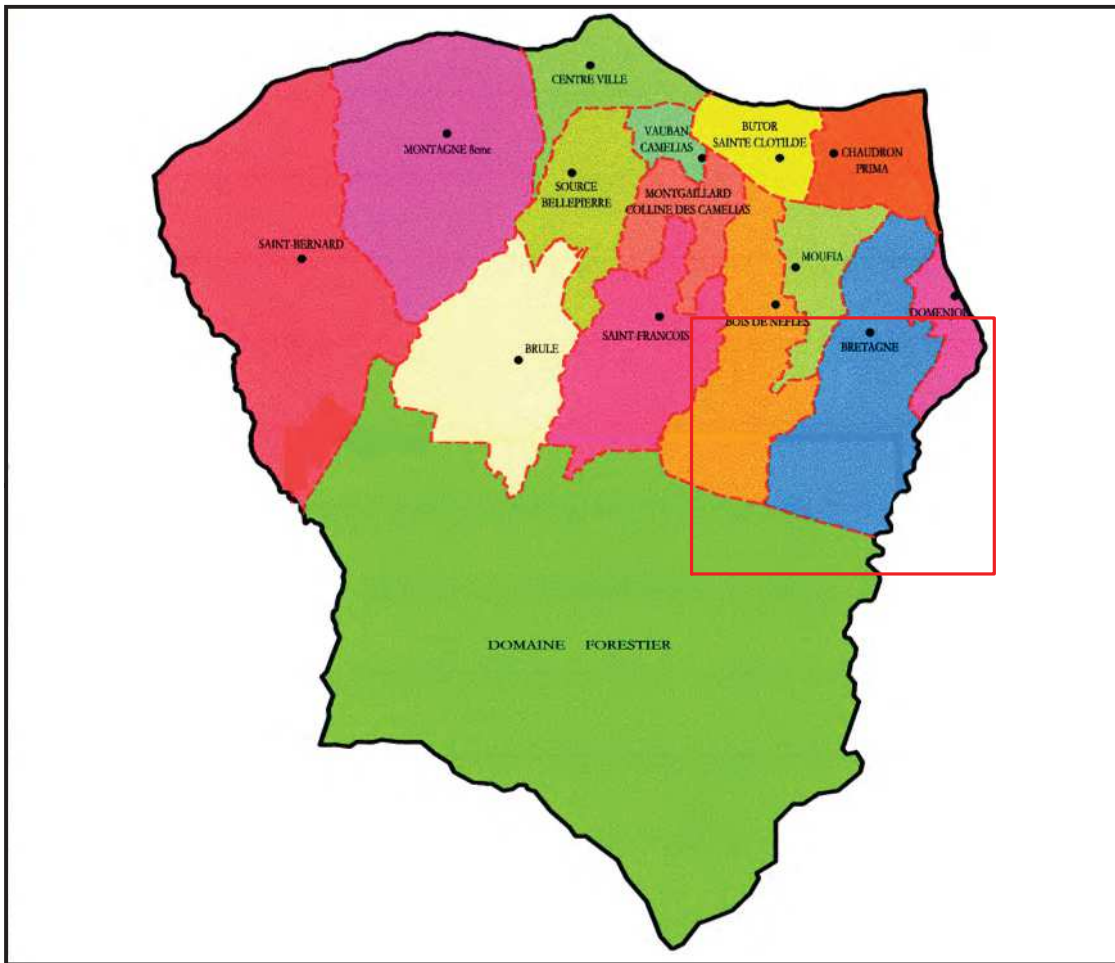 CENTRE VILLE
VAUBAN
CAMELIAS
BUTOR
SAINTE CLOTILDE
MONTAGNE 8eme
CHAUDRON
PRIMA
SOURCE
BELLEPIERRE
MONTGAILLARD
COLLINE DES CAMELIAS
SAINT-BERNARD
MOUFIA
DOMENJOD
BOIS DE NEFLES
SAINT-FRANCOIS
BRULE
BRETAGNE
DOMAINE FORESTIER